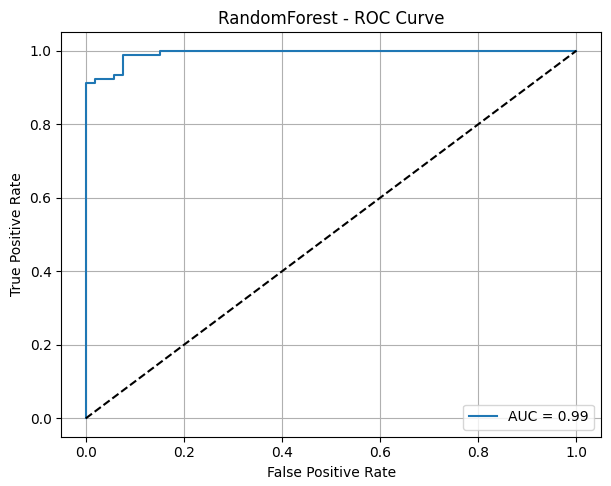 RandomForest - ROC Curve
True Positive Rate
1.0
0.8
0.6
0.4
0.2
0.0
AUC = 0.99
0.0 0.2 0.4 0.6 0.8 1.0
False Positive Rate